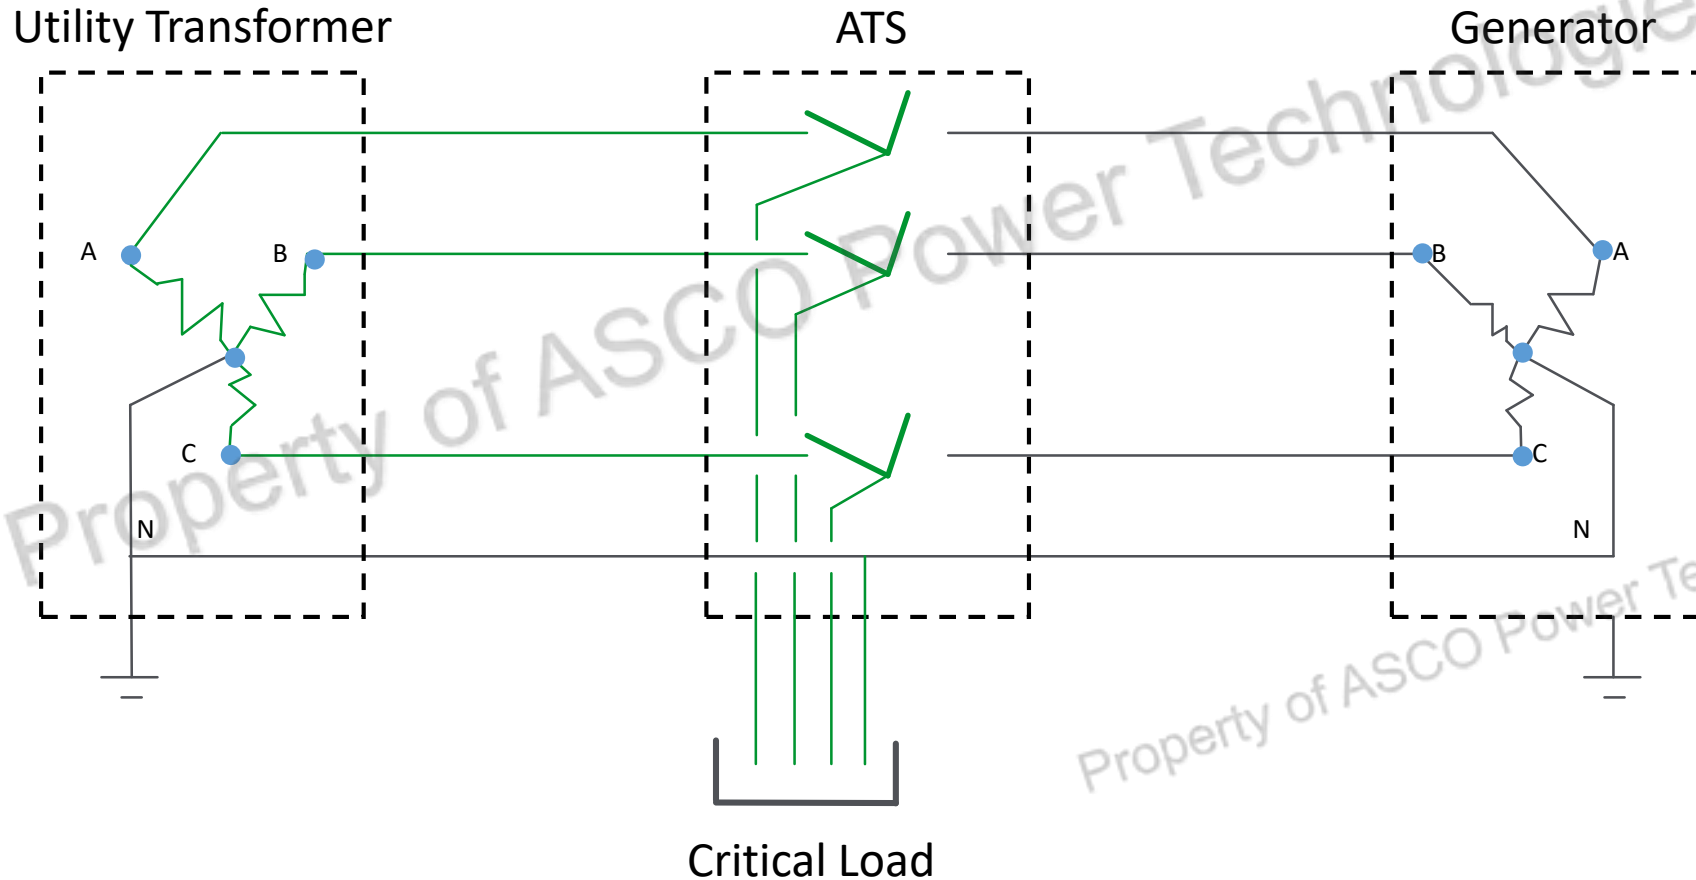 Utility Transformer
ATS
Generator
A
B
C
N
B
A
C
N
Critical Load
Property of ASCO Power Technologie
Property of ASCO Power Te